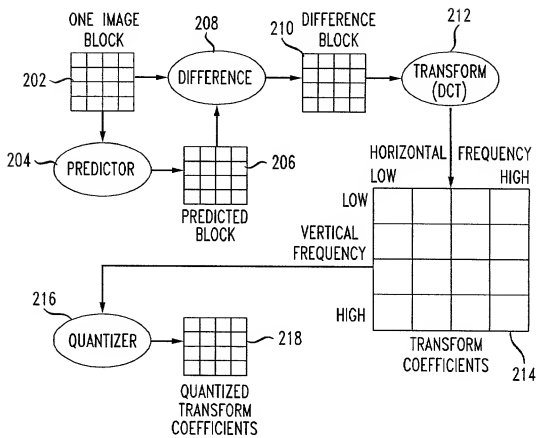 ONE IMAGE
BLOCK
202
208
DIFFERENCE
210
DIFFERENCE
BLOCK
212
TRANSFORM
(DCT)
204
PREDICTOR
206
PREDICTED
BLOCK
HORIZONTAL FREQUENCY
LOW HIGH
LOW
VERTICAL
FREQUENCY
HIGH
TRANSFORM
COEFFICIENTS
214
216
QUANTIZER
218
QUANTIZED
TRANSFORM
COEFFICIENTS